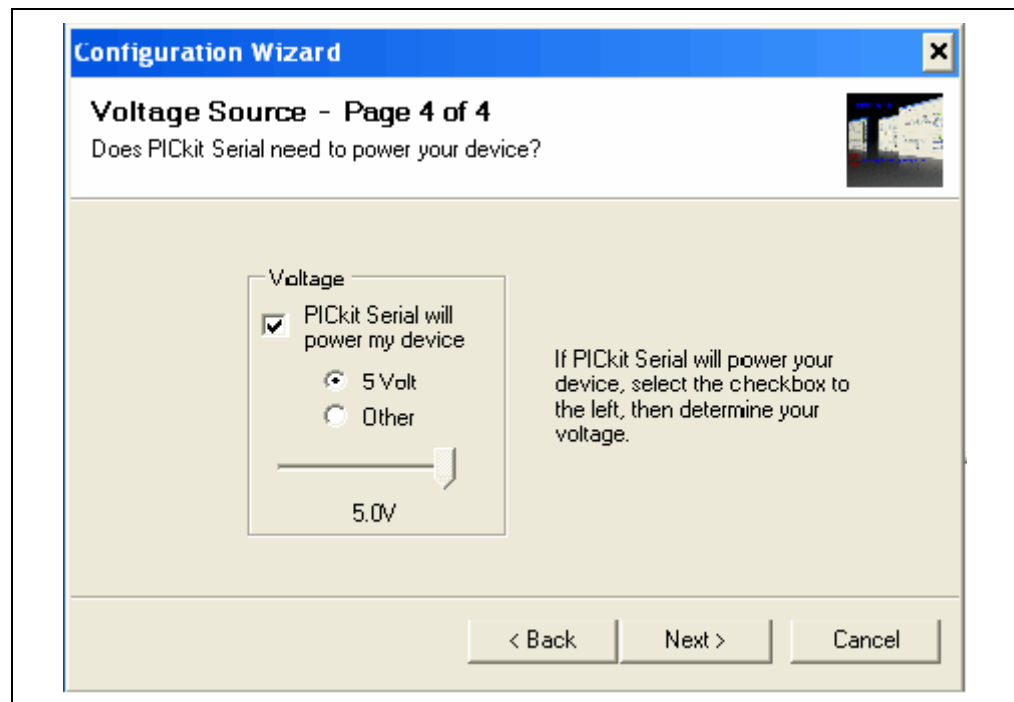 Configuration Wizard
Voltage Source - Page 4 of 4
Does PICkit Serial need to power your device?
Voltage
PICkit Serial will
power my device
5 Volt
Other
5.0V
If PICkit Serial will power your
device, select the checkbox to
the left, then determine your
voltage.
< Back
Next >
Cancel